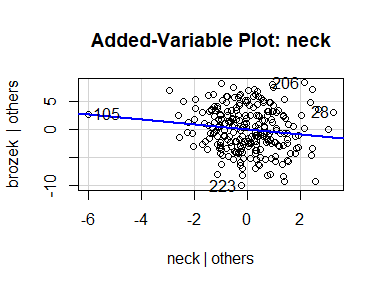 Added-Variable Plot: neck
brozek | others
5
0
-10
206
105
28
223
-6 -4 -2 0 2
neck | others